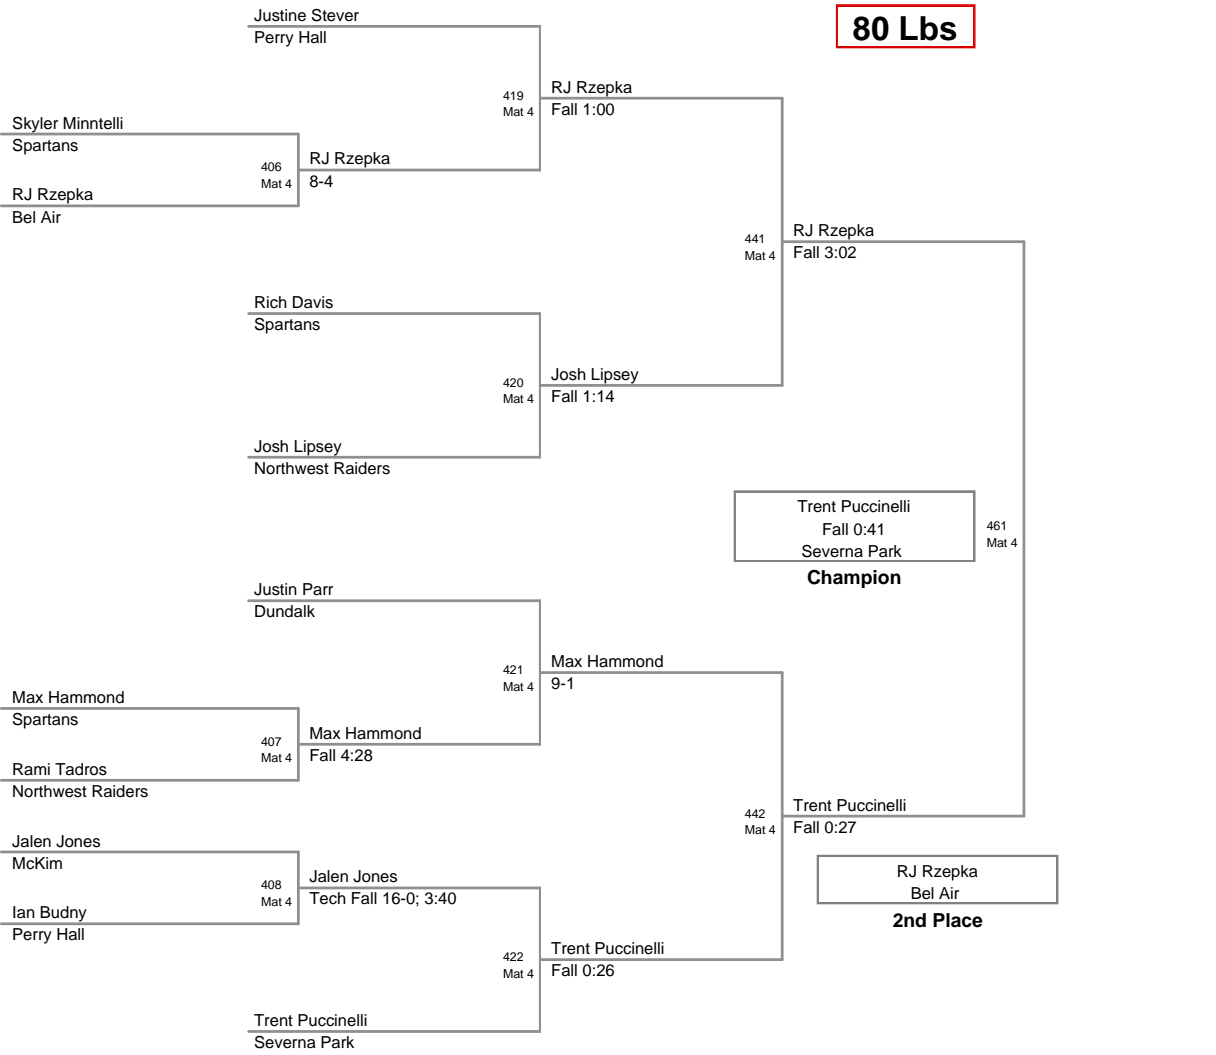 Justine Stever
Perry Hall
80 Lbs
419
Mat 4
RJ Rzepka
Fall 1:00
Skyler Minntelli
Spartans
406
Mat 4
RJ Rzepka
8-4
RJ Rzepka
Bel Air
441
Mat 4
RJ Rzepka
Fall 3:02
Rich Davis
Spartans
420
Mat 4
Josh Lipsey
Fall 1:14
Josh Lipsey
Northwest Raiders
Trent Puccinelli
Fall 0:41
Severna Park
Champion
461
Mat 4
Justin Parr
Dundalk
421
Mat 4
Max Hammond
9-1
Max Hammond
Spartans
407
Mat 4
Max Hammond
Fall 4:28
Rami Tadros
Northwest Raiders
442
Mat 4
Trent Puccinelli
Fall 0:27
Jalen Jones
McKim
408
Mat 4
Jalen Jones
Tech Fall 16-0; 3:40
RJ Rzepka
Bel Air
2nd Place
Ian Budny
Perry Hall
422
Mat 4
Trent Puccinelli
Fall 0:26
Trent Puccinelli
Severna Park